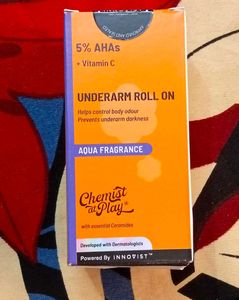 5% AHAs
+ Vitamin C
UNDERARM ROLL ON
Helps control body odour
Prevents underarm darkness
AQUA FRAGRANCE
Chemist
at Play
with essential Ceramides
Developed with Dermatologists
Powered By INNOVIST™